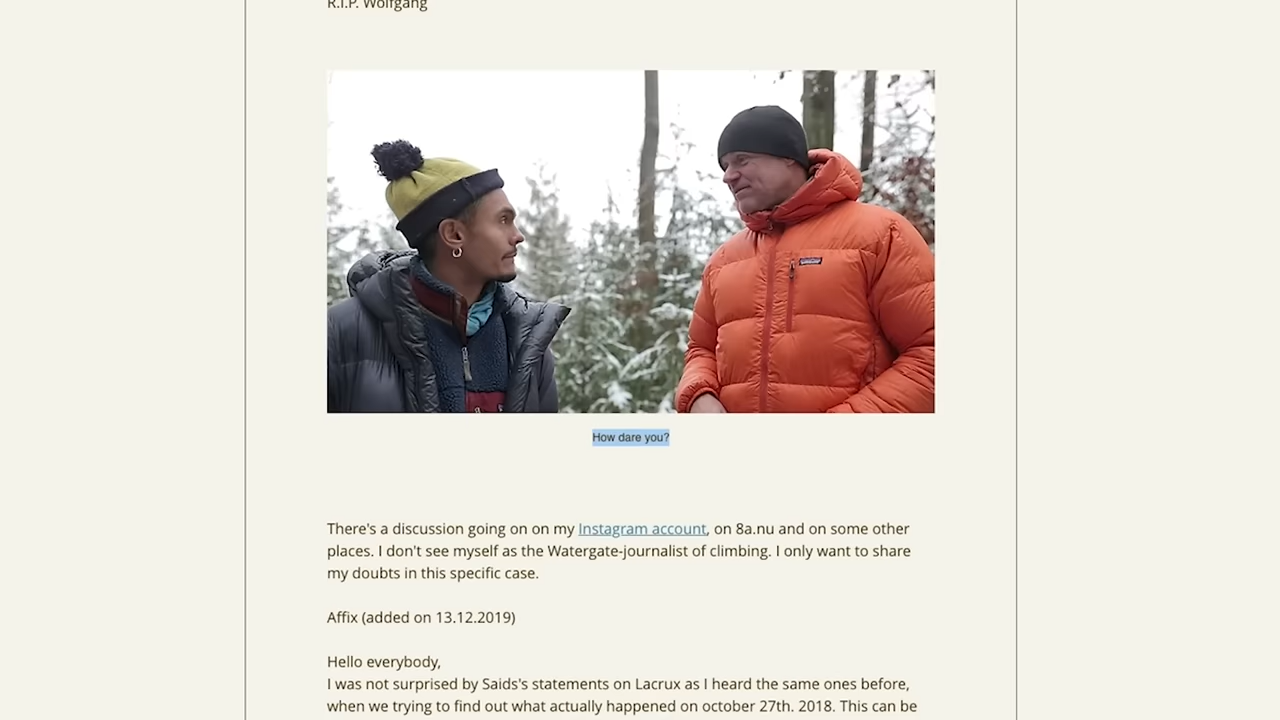 R.I.P. Wolfgang
How dare you?
There's a discussion going on on my Instagram account, on 8a.nu and on some other
places. I don't see myself as the Watergate-journalist of climbing. I only want to share
my doubts in this specific case.
Affix (added on 13.12.2019)
Hello everybody,
I was not surprised by Saids's statements on Lacrux as I heard the same ones before,
when we trying to find out what actually happened on october 27th. 2018. This can be